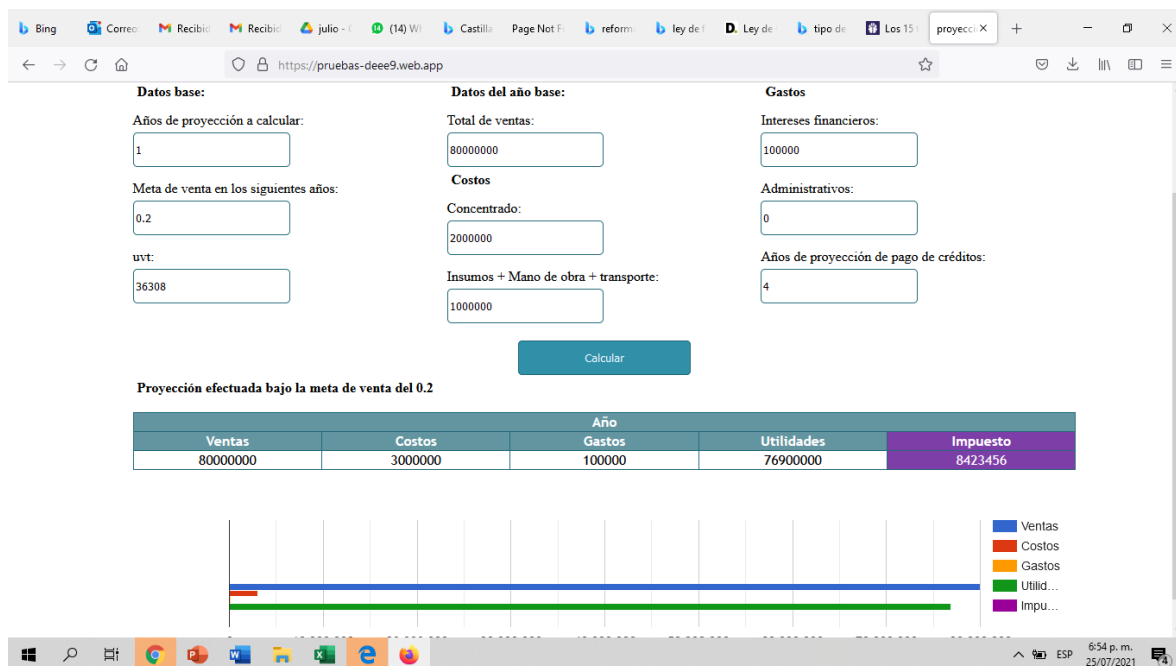 Bing
Correo
Recibid
Recibid
julio - (
(14) Wh
Castilla
Page Not F
reform
ley de f
D. Ley de
tipo de
Los 15 t
proyecci X
https://pruebas-deee9.web.app
Datos base:
Datos del año base:
Gastos
Años de proyección a calcular:
Total de ventas:
Intereses financieros:
1
80000000
100000
Costos
Meta de venta en los siguientes años:
Administrativos:
Concentrado:
0.2
0
2000000
uvt:
Años de proyección de pago de créditos:
Insumos + Mano de obra + transporte:
36308
4
1000000
Calcular
Proyección efectuada bajo la meta de venta del 0.2
Año
Ventas Costos Gastos Utilidades Impuesto
80000000 3000000 100000 76900000 8423456
Ventas
Costos
Gastos
Utilid…
Impu…
ESP
6:54 p. m.
25/07/2021